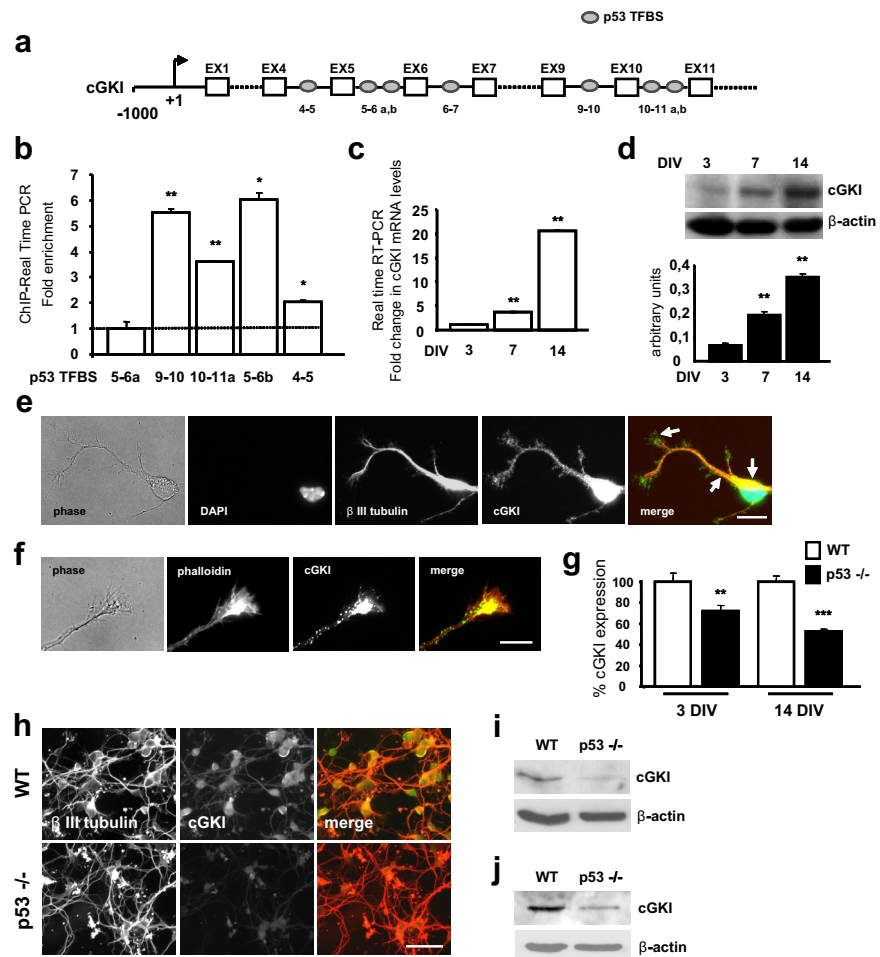 p53 TFBS
a
EX1 EX4 EX5 EX6 EX7 EX9 EX10 EX11
cGKI
-1000
+1
4-5 5-6 a,b 6-7 9-10 10-11 a,b
b
ChIP-Real Time PCR
Fold enrichment
7
6
5
4
3
2
1
0
** ** * *
p53 TFBS 5-6a 9-10 10-11a 5-6b 4-5
c
Real time RT-PCR
Fold change in cGKI mRNA levels
25
20
15
10
5
0
** **
DIV 3 7 14
d
DIV 3 7 14
cGKI
β-actin
arbitrary units
0,4
0,3
0,2
0,1
0
** **
DIV 3 7 14
e
phase DAPI β III tubulin cGKI merge
f
phase phalloidin cGKI merge
g
WT
p53 -/-
% cGKI expression
100
80
60
40
20
0
** ***
3 DIV 14 DIV
h
WT
β III tubulin cGKI merge
p53 -/-
i
WT p53 -/-
cGKI
β-actin
j
WT p53 -/-
cGKI
β-actin